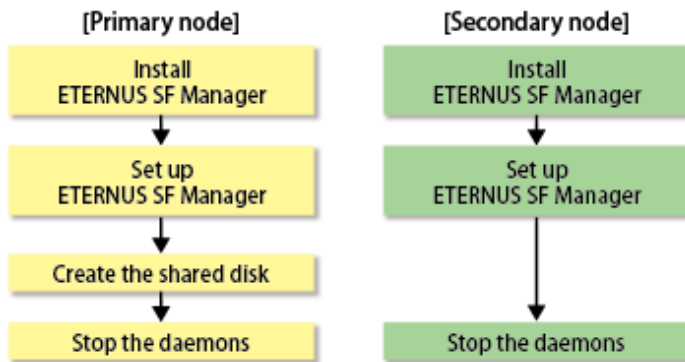 [Primary node]
Install
ETERNUS SF Manager
Set up
ETERNUS SF Manager
Create the shared disk
Stop the daemons
[Secondary node]
Install
ETERNUS SF Manager
Set up
ETERNUS SF Manager
Stop the daemons